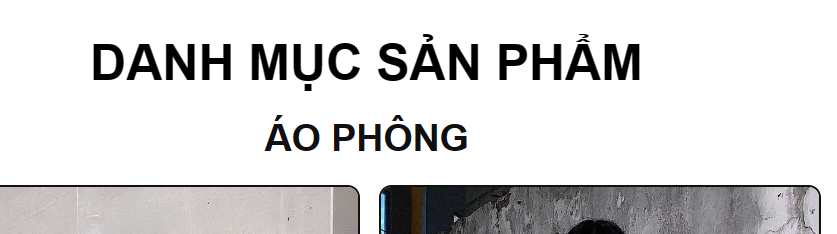 DANH MỤC SẢN PHẨM
ÁO PHÔNG